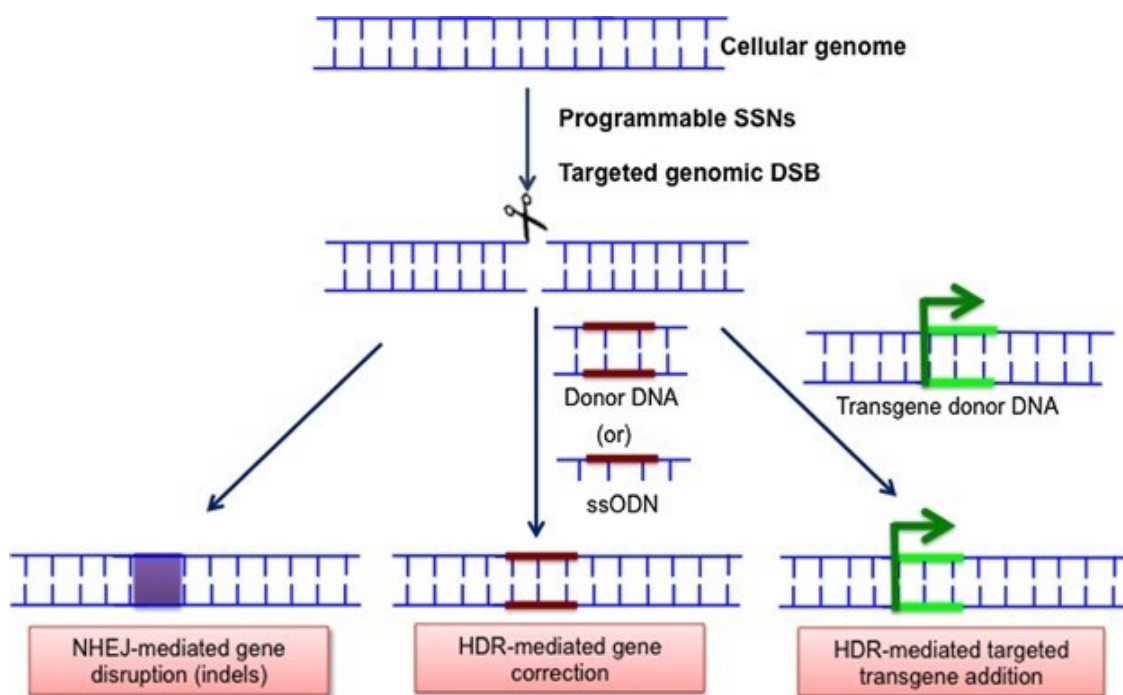 Cellular genome
Programmable SSNs
Targeted genomic DSB
Donor DNA
(or)
ssODN
Transgene donor DNA
NHEJ-mediated gene
disruption (indels)
HDR-mediated gene
correction
HDR-mediated targeted
transgene addition